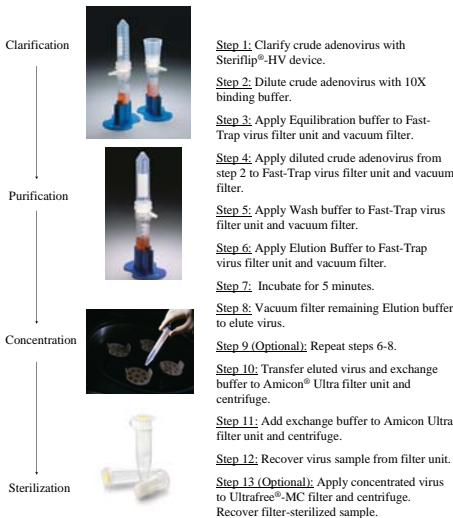 Clarification
Purification
Concentration
Sterilization
Step 1: Clarify crude adenovirus with
Steriflip®-HV device.
Step 2: Dilute crude adenovirus with 10X
binding buffer.
Step 3: Apply Equilibration buffer to Fast-
Trap virus filter unit and vacuum filter.
Step 4: Apply diluted crude adenovirus from
step 2 to Fast-Trap virus filter unit and vacuum
filter.
Step 5: Apply Wash buffer to Fast-Trap virus
filter unit and vacuum filter.
Step 6: Apply Elution Buffer to Fast-Trap
virus filter unit and vacuum filter.
Step 7: Incubate for 5 minutes.
Step 8: Vacuum filter remaining Elution buffer
to elute virus.
Step 9 (Optional): Repeat steps 6-8.
Step 10: Transfer eluted virus and exchange
buffer to Amicon® Ultra filter unit and
centrifuge.
Step 11: Add exchange buffer to Amicon Ultra
filter unit and centrifuge.
Step 12: Recover virus sample from filter unit.
Step 13 (Optional): Apply concentrated virus
to Ultrafree®-MC filter and centrifuge.
Recover filter-sterilized sample.